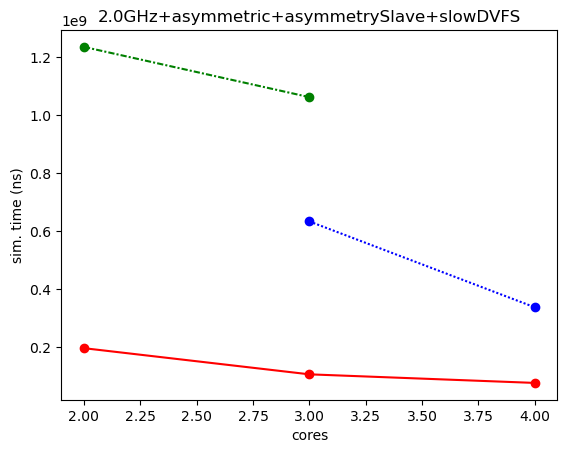 2.0GHz+asymmetric+asymmetrySlave+slowDVFS
1e9
1.2
1.0
0.8
0.6
0.4
0.2
sim. time (ns)
2.00 2.25 2.50 2.75 3.00 3.25 3.50 3.75 4.00
cores